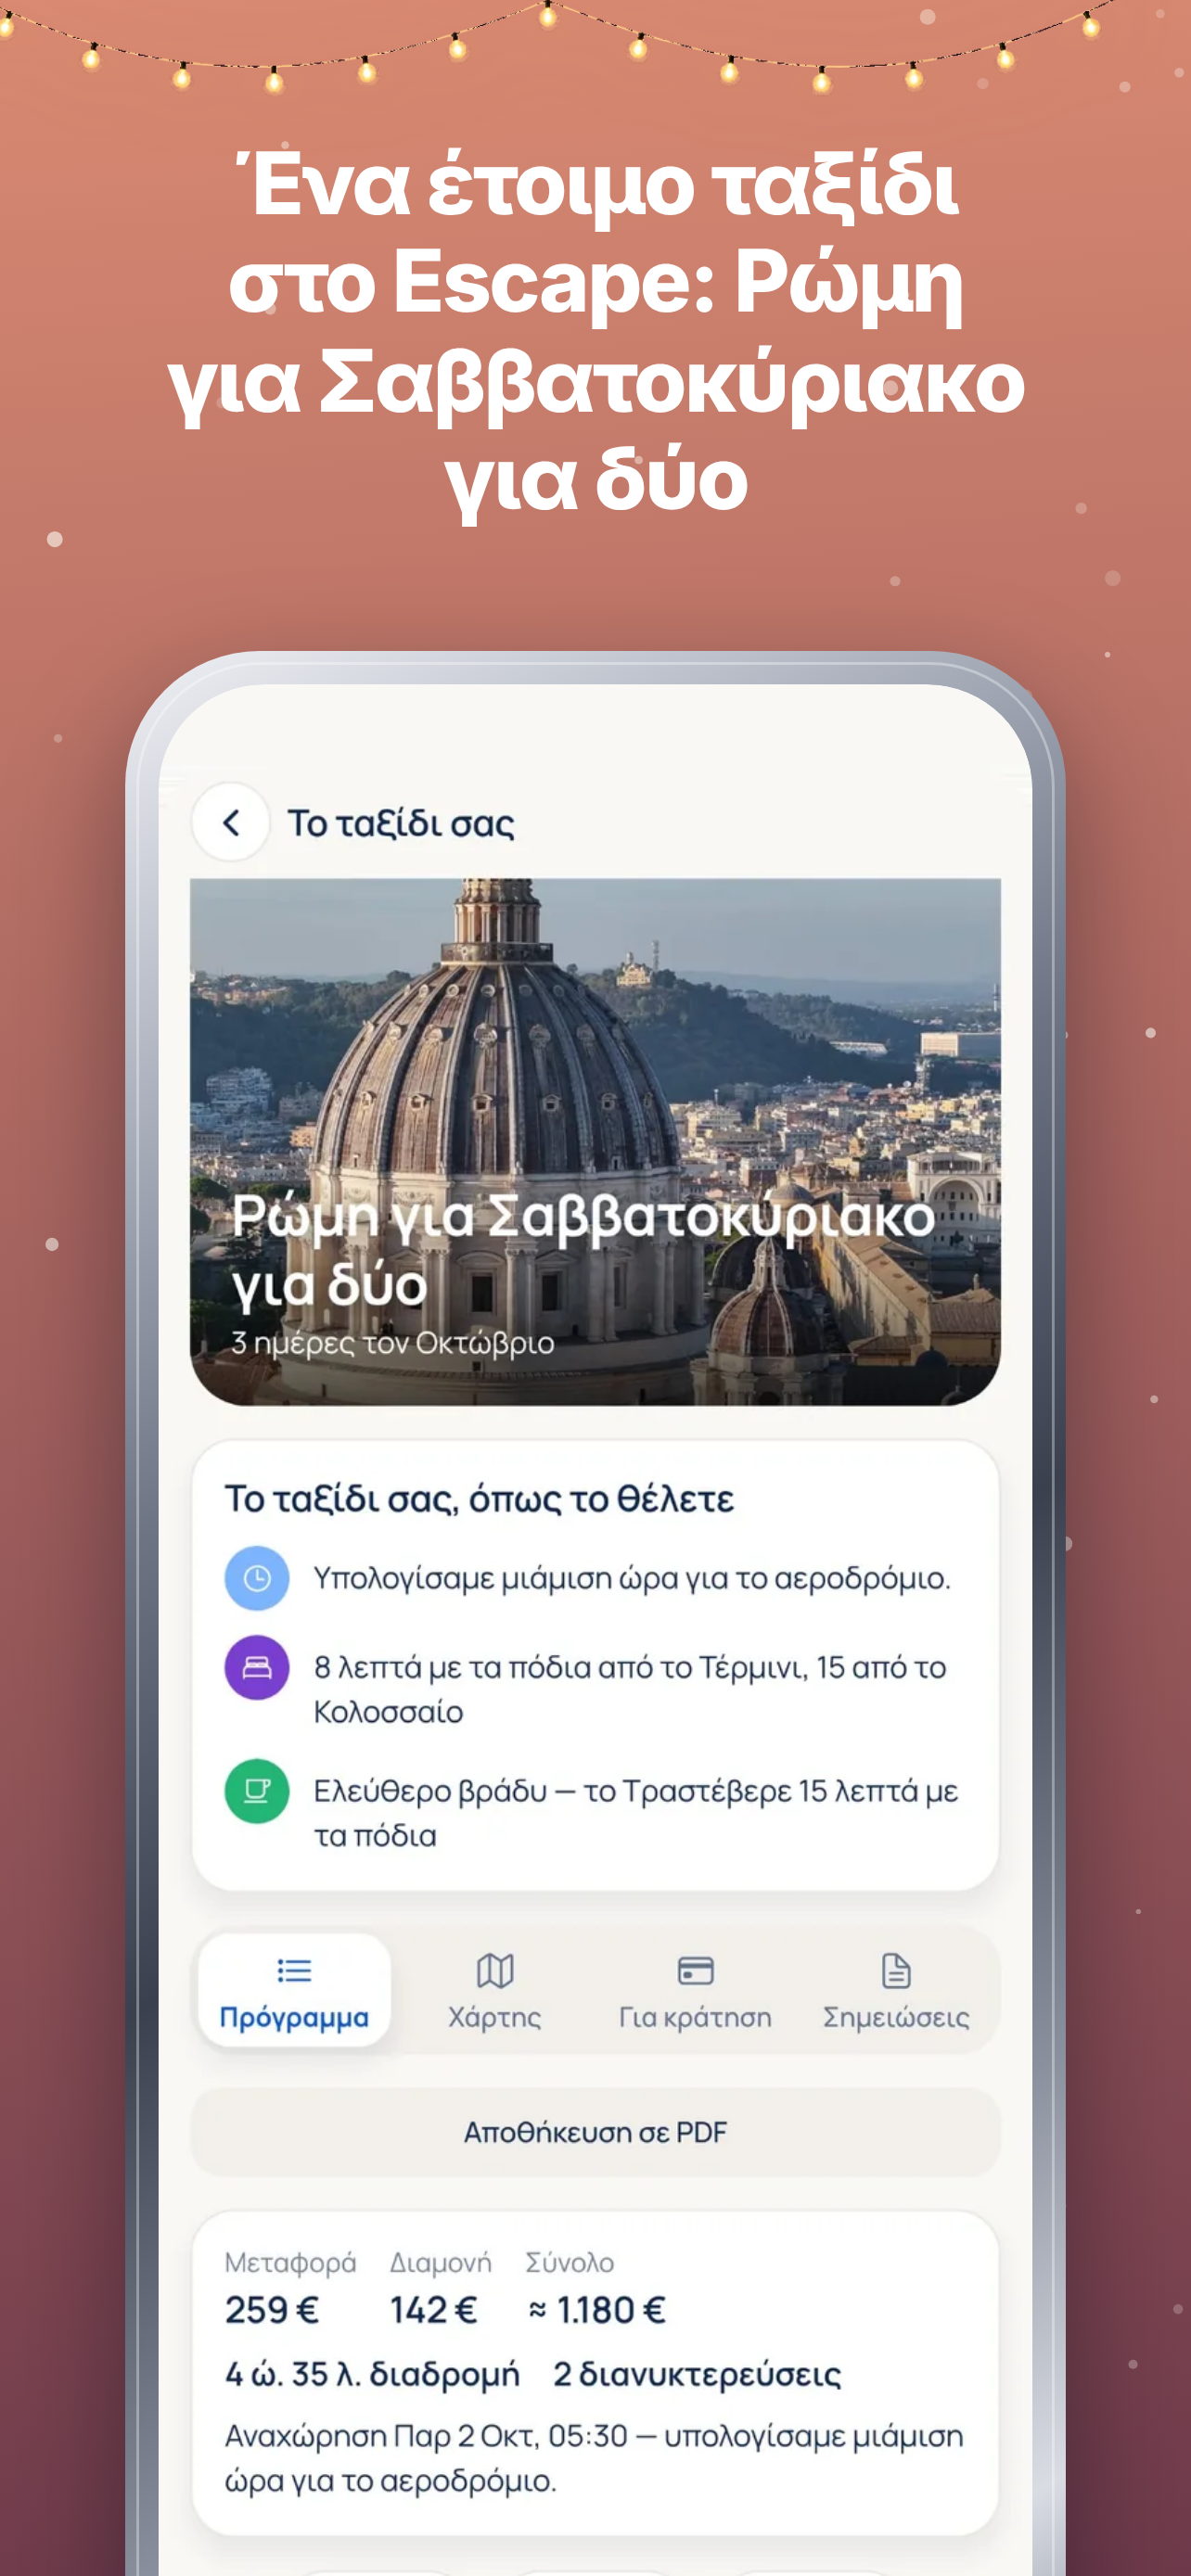 Ένα έτοιμο ταξίδι
στο Escape: Ρώμη
για Σαββατοκύριακο
για δύο
Το ταξίδι σας
Ρώμη για Σαββατοκύριακο
για δύο
3 ημέρες τον Οκτώβριο
Το ταξίδι σας, όπως το θέλετε
Υπολογίσαμε μιάμιση ώρα για το αεροδρόμιο.
8 λεπτά με τα πόδια από το Τέρμινι, 15 από το
Κολοσσαίο
Ελεύθερο βράδυ — το Τραστέβερε 15 λεπτά με
τα πόδια
Πρόγραμμα Χάρτης Για κράτηση Σημειώσεις
Αποθήκευση σε PDF
Μεταφορά Διαμονή Σύνολο
259 € 142 € ≈ 1.180 €
4 ώ. 35 λ. διαδρομή 2 διανυκτερεύσεις
Αναχώρηση Παρ 2 Οκτ, 05:30 — υπολογίσαμε μιάμιση
ώρα για το αεροδρόμιο.